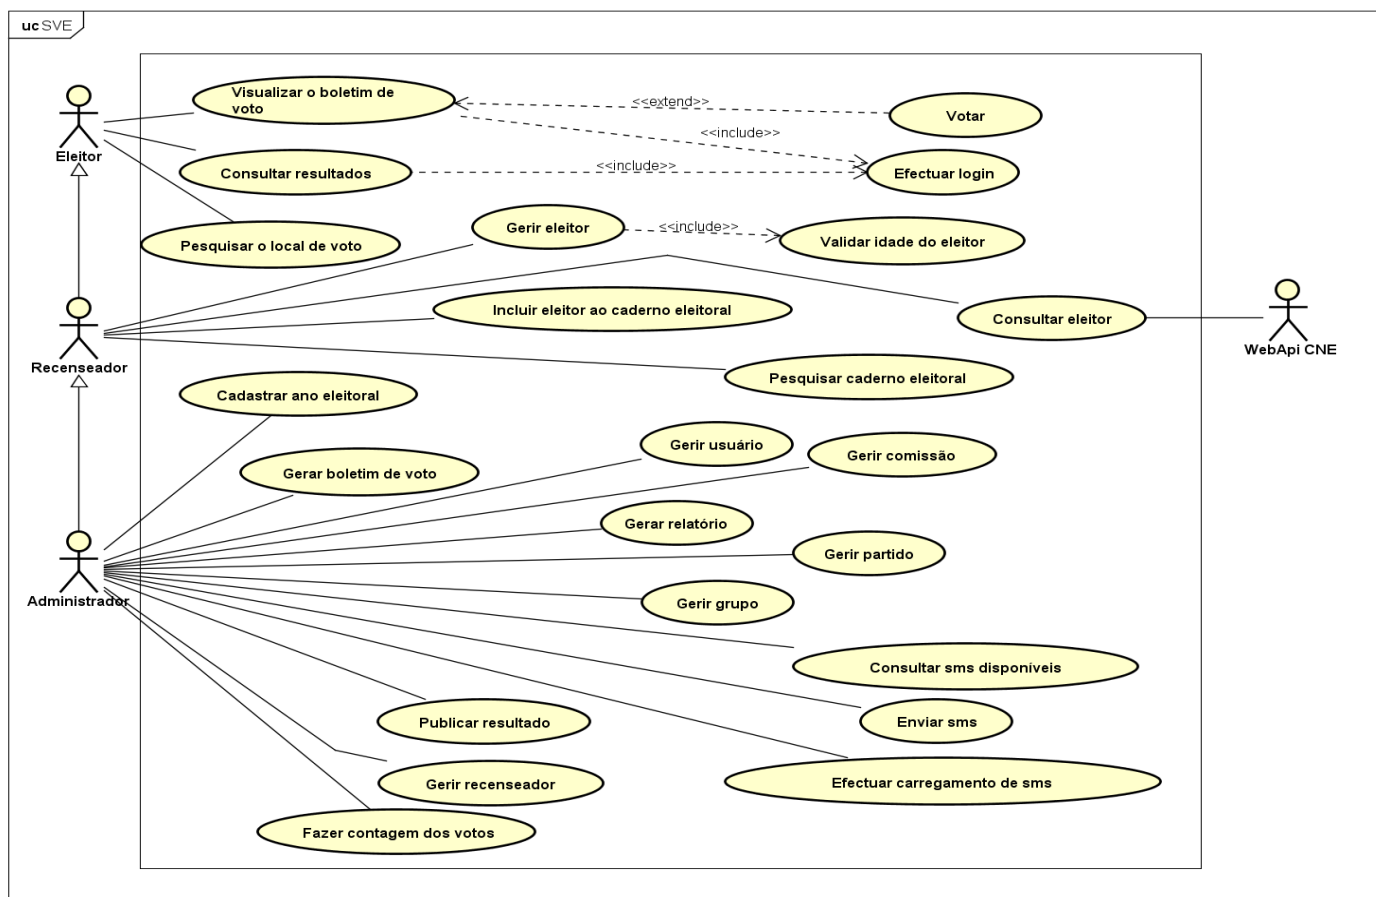 uc SVE
Visualizar o boletim de
voto
<<extend>>
Votar
<<include>>
Eleitor
Consultar resultados
<<include>>
Efectuar login
Gerir eleitor
<<include>>
Validar idade do eleitor
Pesquisar o local de voto
Incluir eleitor ao caderno eleitoral
Consultar eleitor
WebApi CNE
Recenseador
Pesquisar caderno eleitoral
Cadastrar ano eleitoral
Gerir usuário
Gerir comissão
Gerar boletim de voto
Gerar relatório
Gerir partido
Administrador
Gerir grupo
Consultar sms disponíveis
Publicar resultado
Enviar sms
Gerir recenseador
Efectuar carregamento de sms
Fazer contagem dos votos